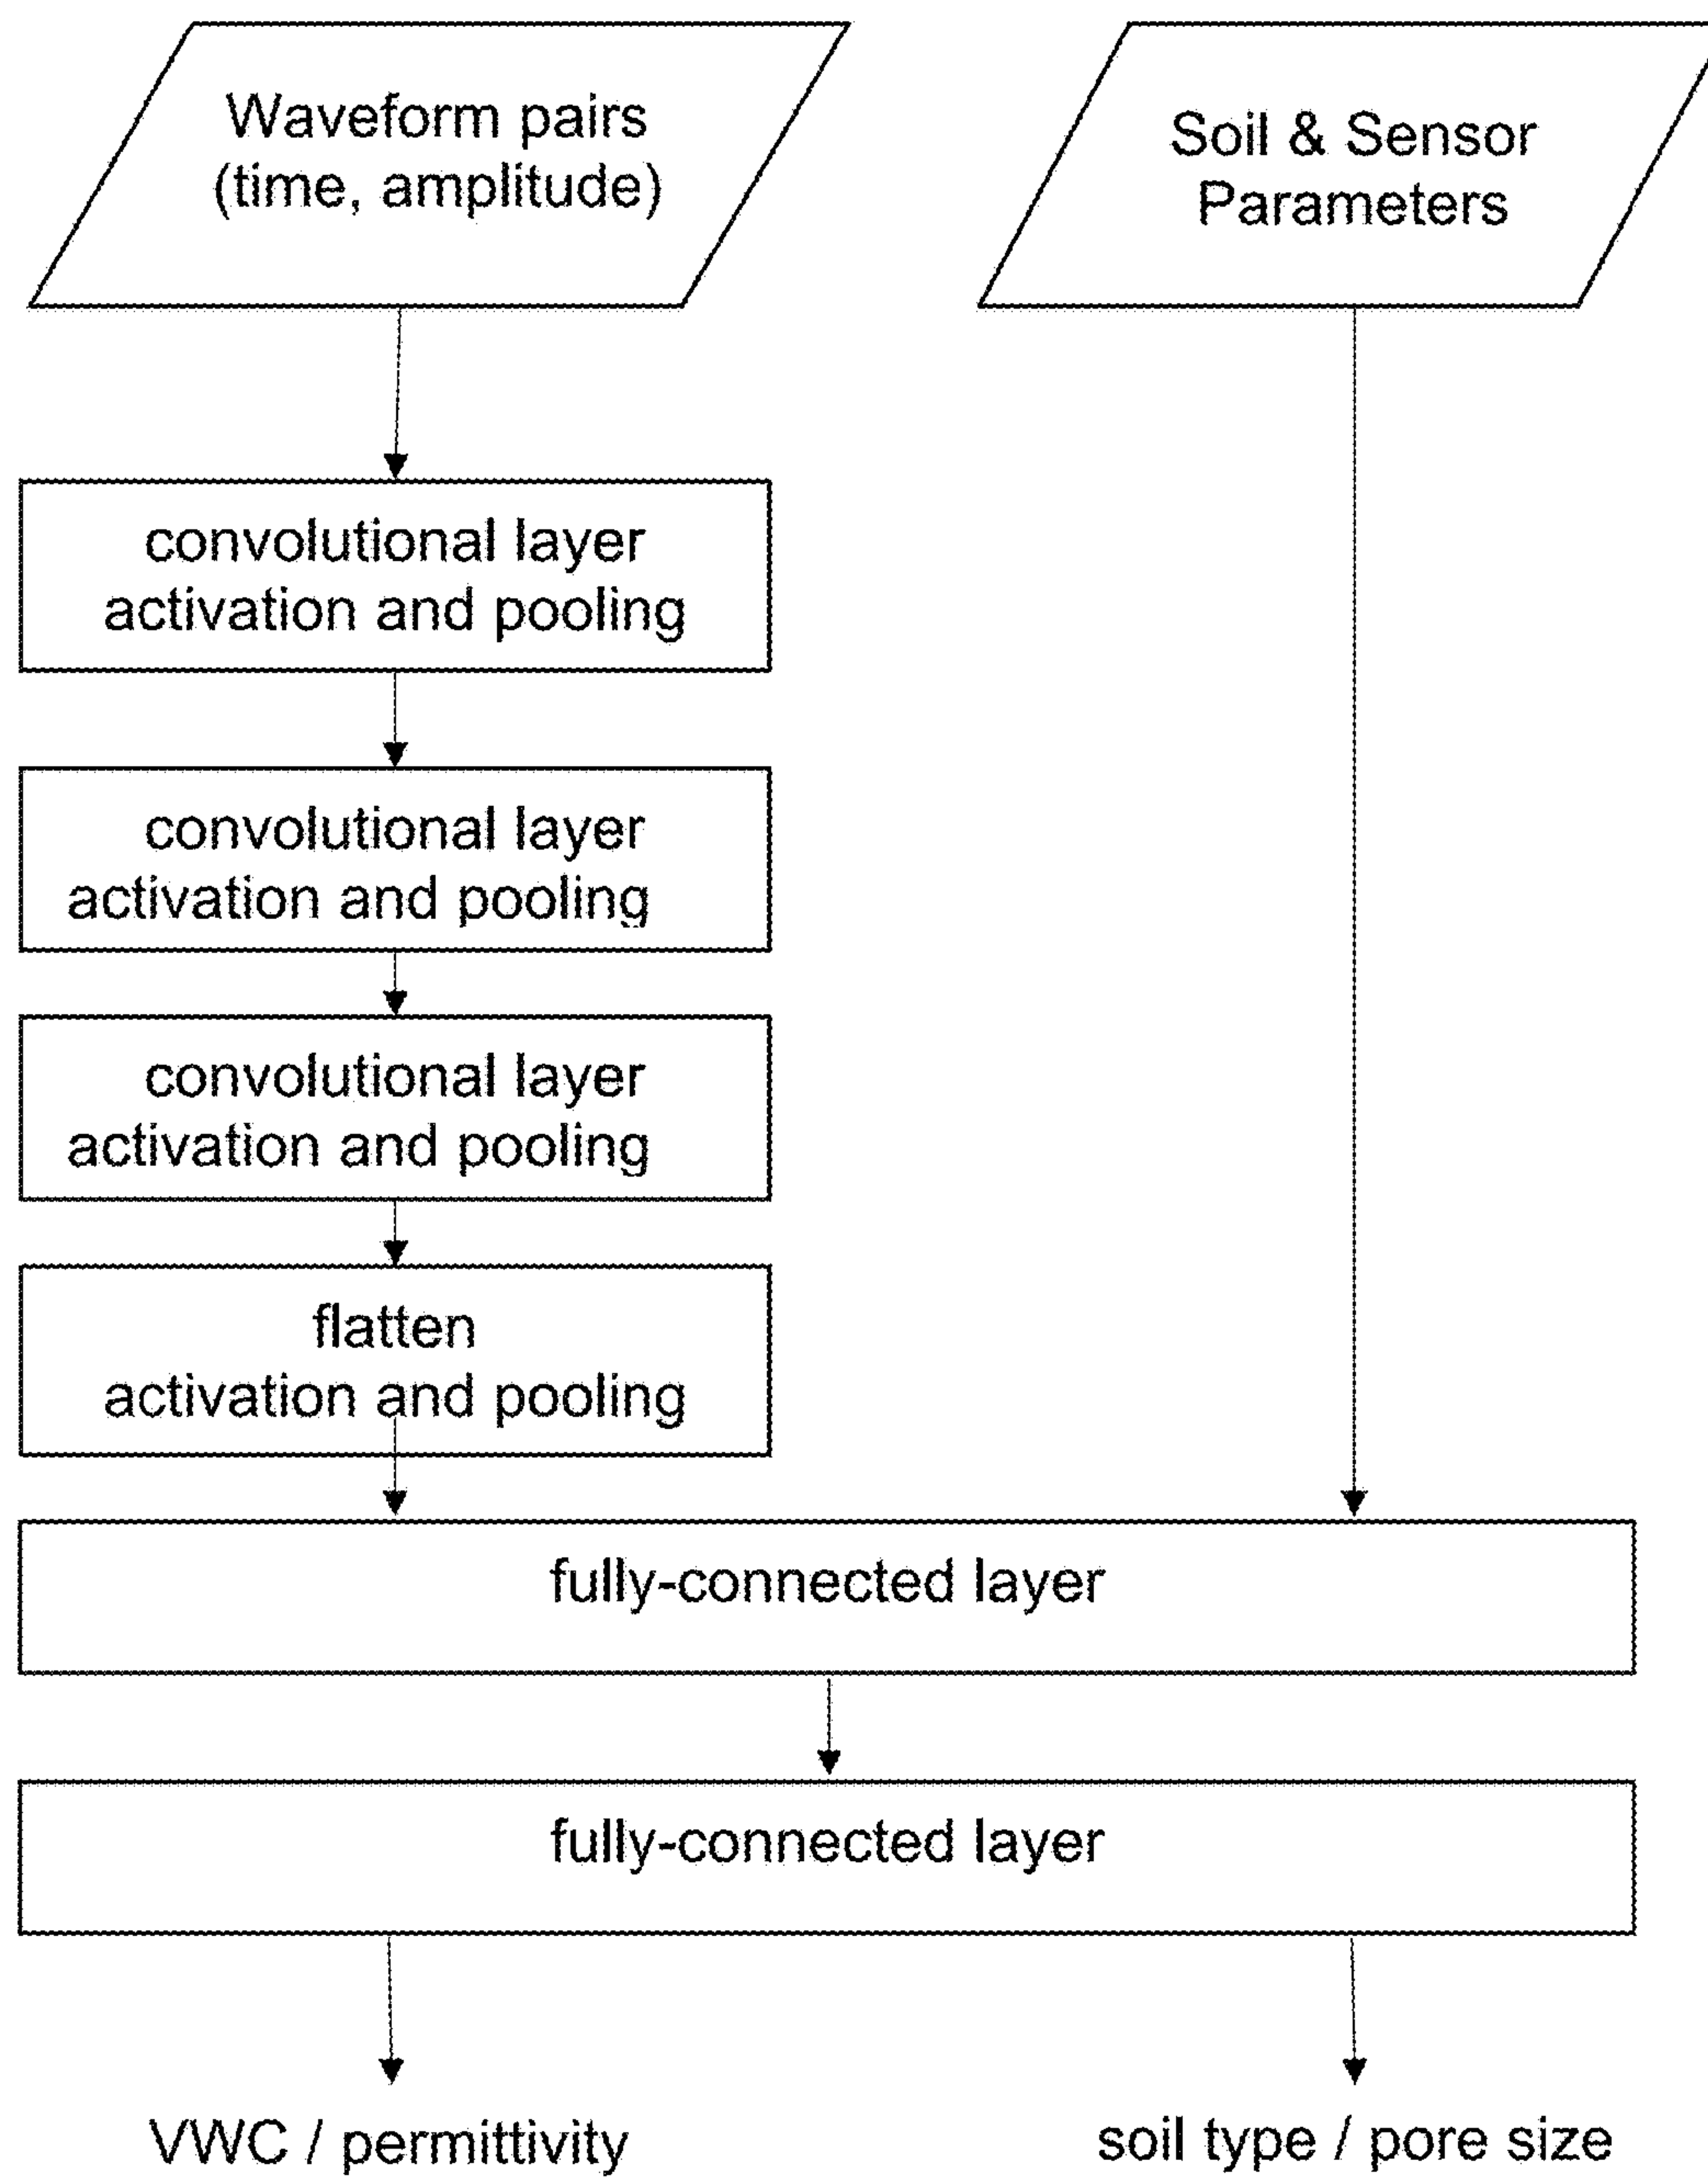 Waveform pairs
(time, amplitude)
Soil & Sensor
Parameters
convolutional layer
activation and pooling
convolutional layer
activation and pooling
convolutional layer
activation and pooling
flatten
activation and pooling
fully-connected layer
fully-connected layer
VWC / permittivity
soil type / pore size